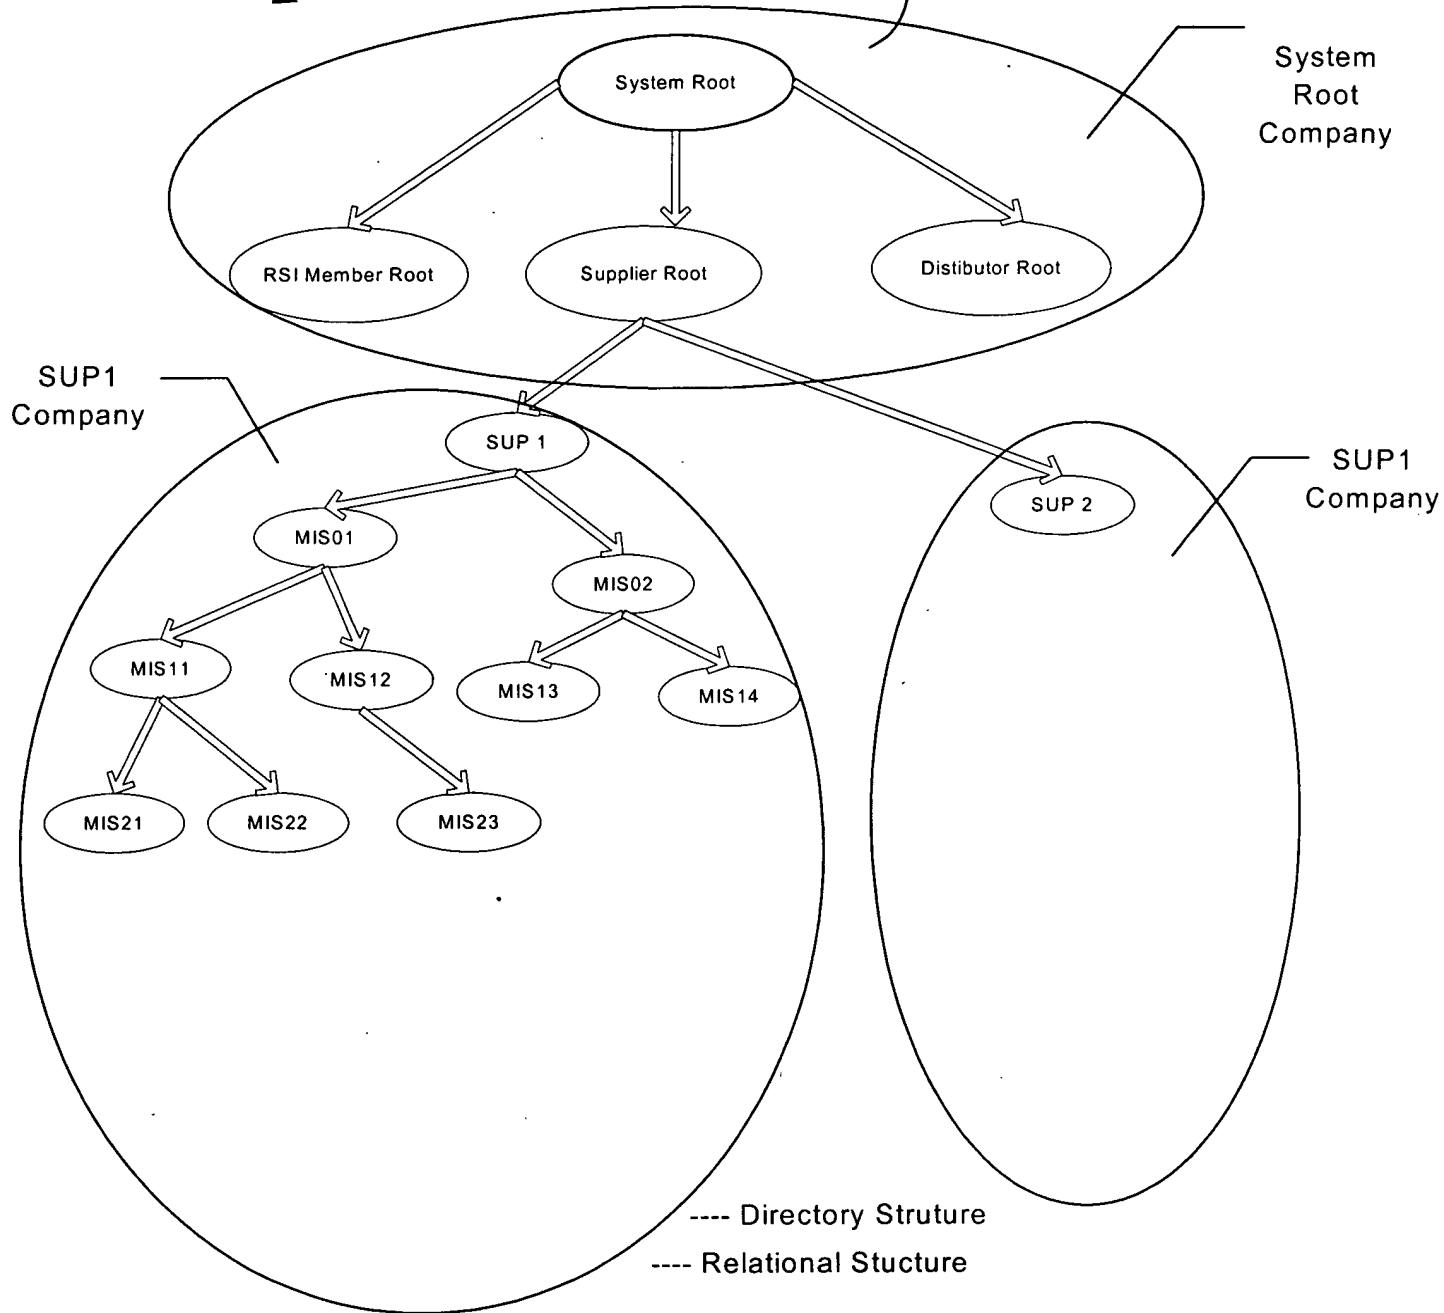 System Root
System
Root
Company
RSI Member Root
Supplier Root
Distibutor Root
SUP1
Company
SUP 1
SUP1
Company
SUP 2
MIS01
MIS02
MIS11
MIS12
MIS13
MIS14
MIS21
MIS22
MIS23
---- Directory Struture
---- Relational Stucture